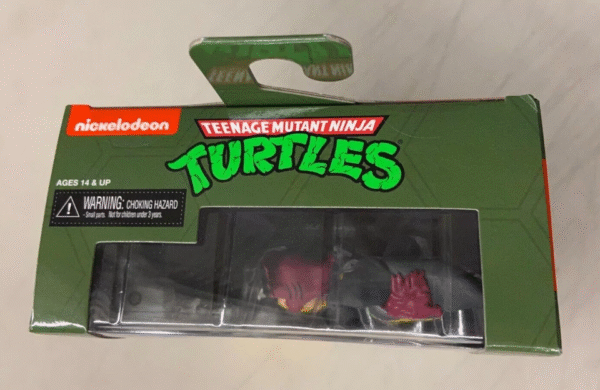 nickelodeon
TEENAGE MUTANT NINJA
TURTLES
AGES 14 & UP
WARNING: CHOKING HAZARD
-Small parts. Not for children under 3 years.